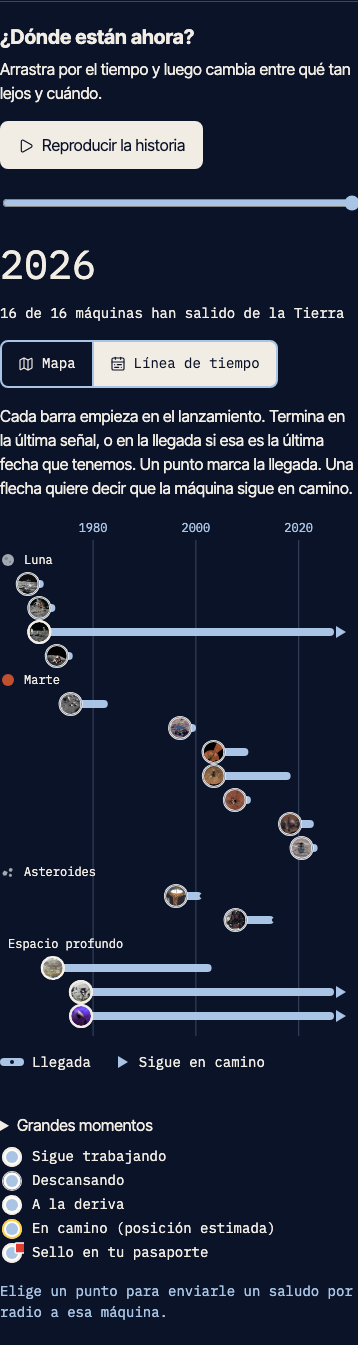 ¿Dónde están ahora?
Arrastra por el tiempo y luego cambia entre qué tan
lejos y cuándo.
Reproducir la historia
2026
16 de 16 máquinas han salido de la Tierra
Mapa
Línea de tiempo
Cada barra empieza en el lanzamiento. Termina en
la última señal, o en la llegada si esa es la última
fecha que tenemos. Un punto marca la llegada. Una
flecha quiere decir que la máquina sigue en camino.
1980 2000 2020
Luna
Marte
Asteroides
Espacio profundo
Llegada
Sigue en camino
Grandes momentos
Sigue trabajando
Descansando
A la deriva
En camino (posición estimada)
Sello en tu pasaporte
Elige un punto para enviarle un saludo por
radio a esa máquina.